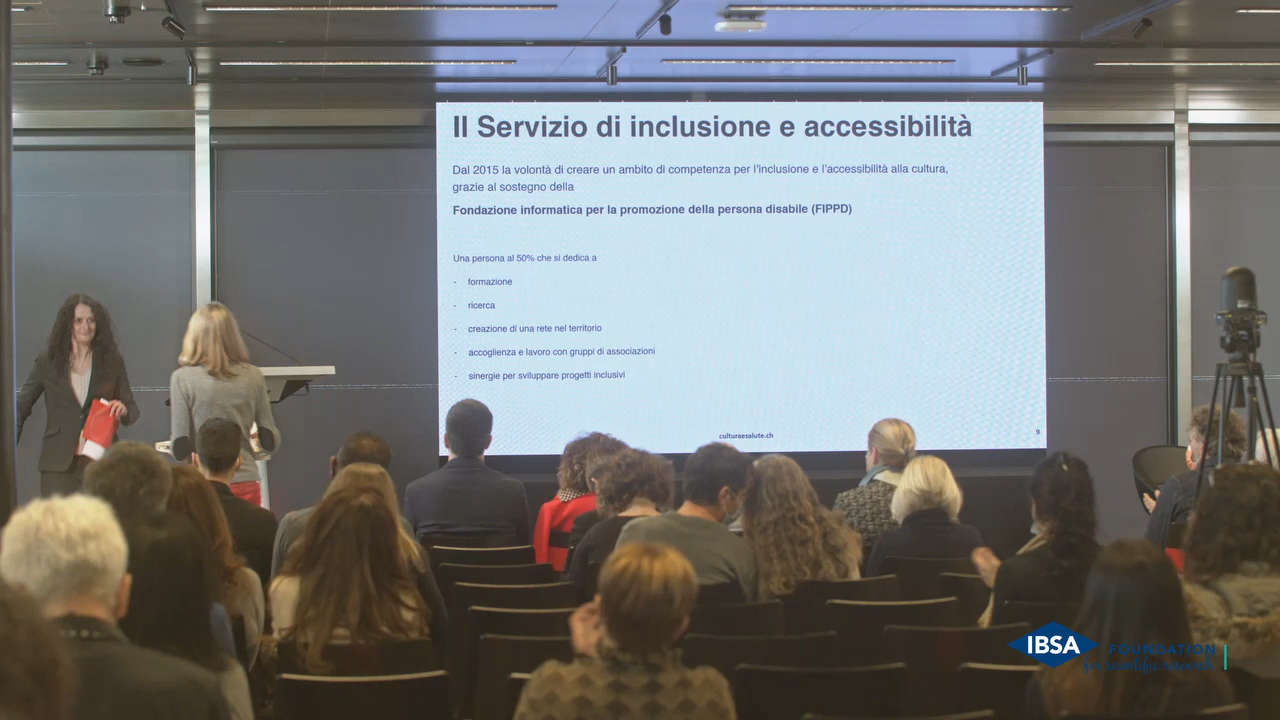 Il Servizio di inclusione e accessibilità
Dal 2015 la volontà di creare un ambito di competenza per l'inclusione e l'accessibilità alla cultura,
grazie al sostegno della
Fondazione informatica per la promozione della persona disabile (FIPPD)
Una persona al 50% che si dedica a
- formazione
- ricerca
- creazione di una rete nel territorio
- accoglienza e lavoro con gruppi di associazioni
- sinergie per sviluppare progetti inclusivi
culturaesalute.ch
9
IBSA FOUNDATION
for scientific research